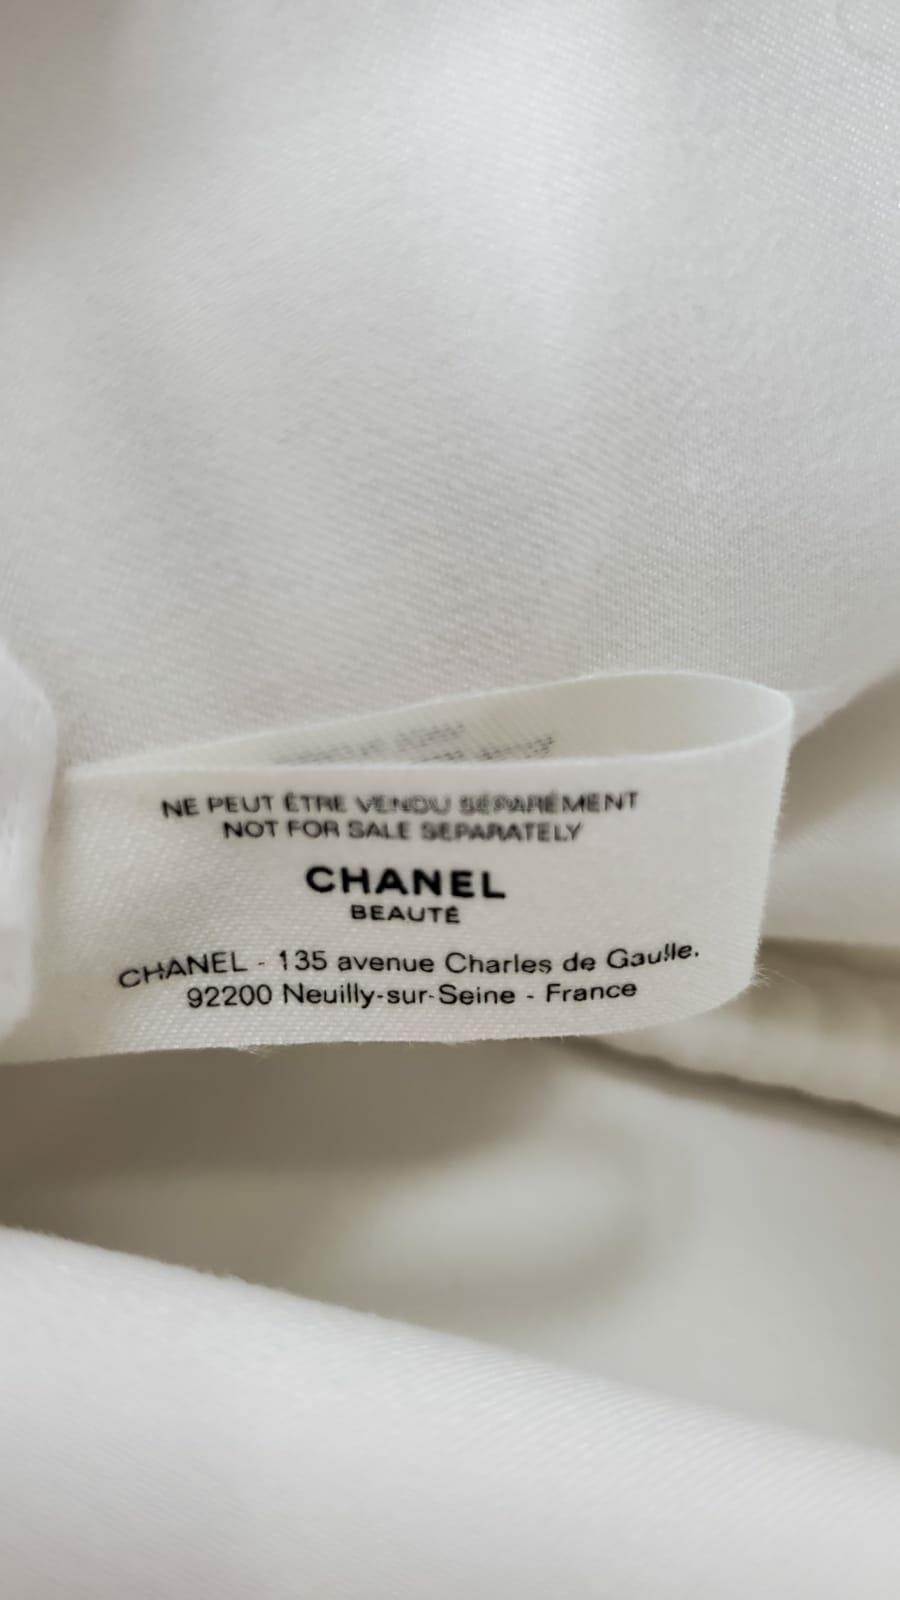 NE PEUT ÊTRE VENDU SÉPARÉMENT
NOT FOR SALE SEPARATELY
CHANEL
BEAUTÉ
CHANEL - 135 avenue Charles de Gaulle.
92200 Neuilly-sur-Seine - France